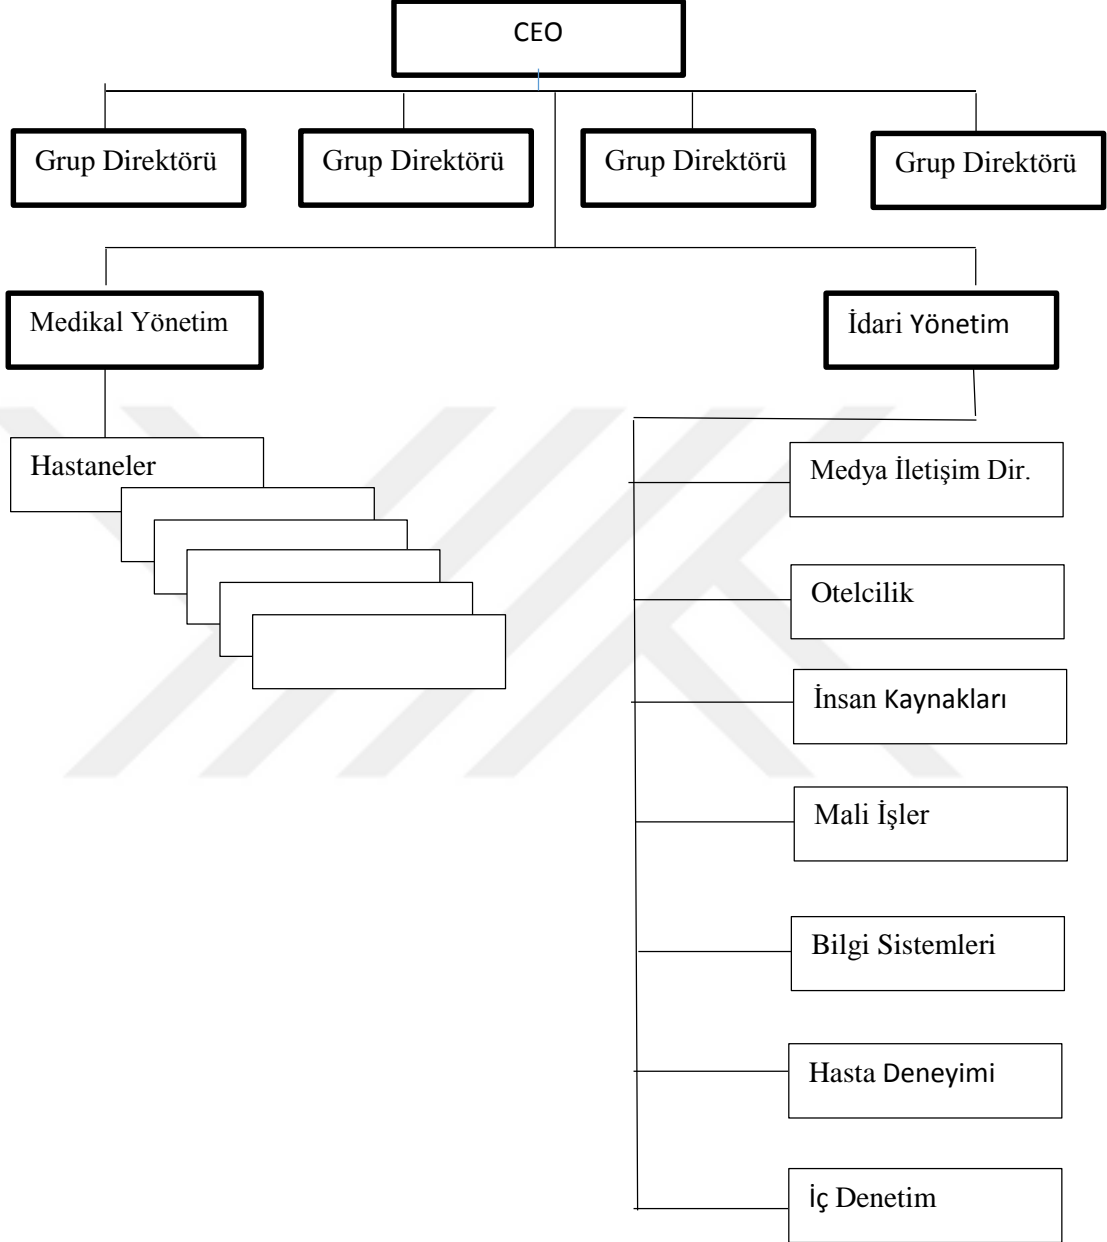 CEO
Grup Direktörü
Grup Direktörü
Grup Direktörü
Grup Direktörü
Medikal Yönetim
İdari Yönetim
Hastaneler
Medya İletişim Dir.
Otelcilik
İnsan Kaynakları
Mali İşler
Bilgi Sistemleri
Hasta Deneyimi
İç Denetim